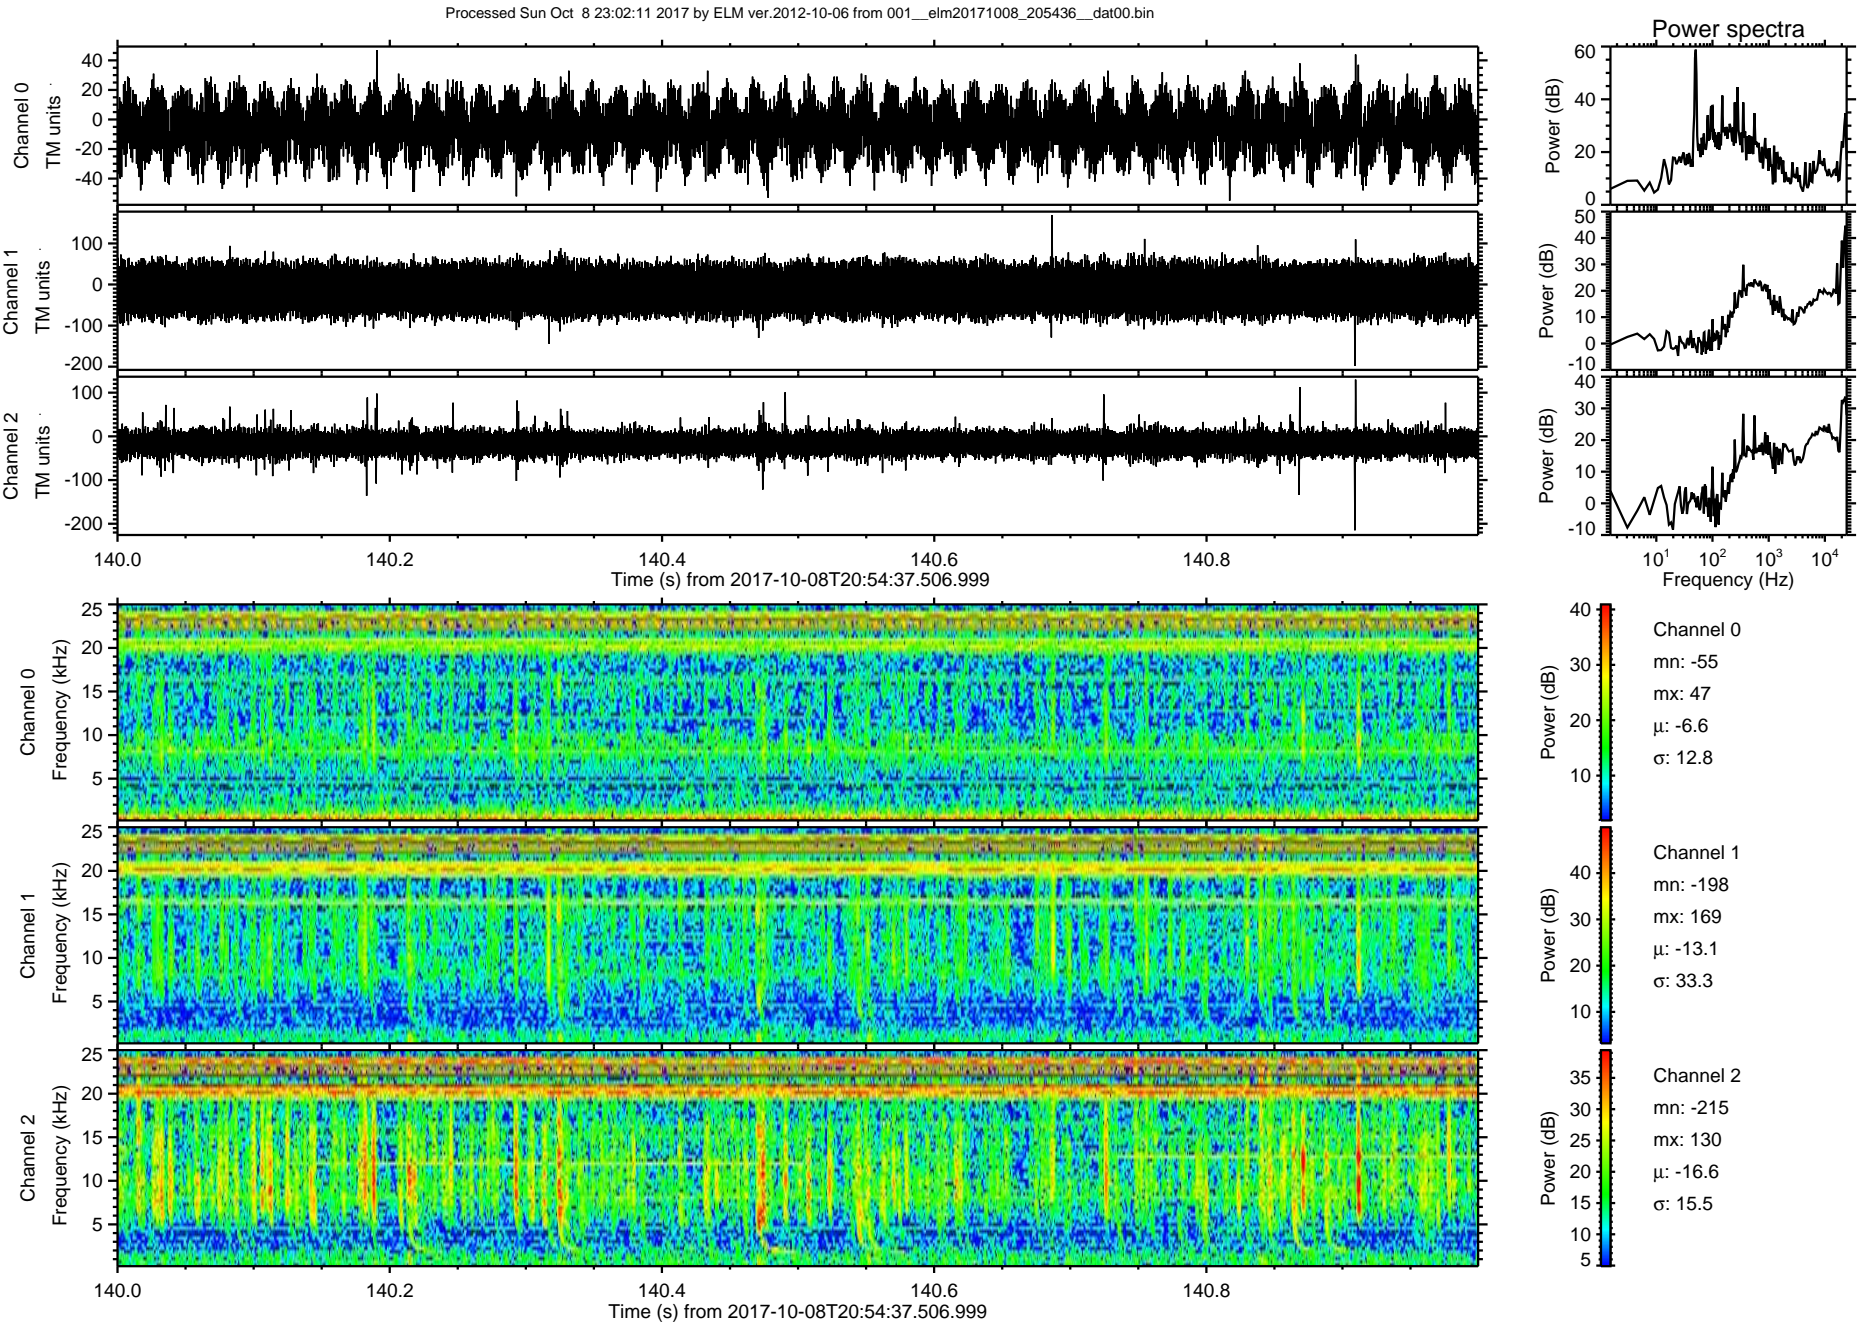 Processed Sun Oct  8 23:02:11 2017 by ELM ver.2012-10-06 from 001__elm20171008_205436__dat00.bin
Power spectra
Channel 0
TM units
40
20
0
-20
-40
Power (dB)
60
40
20
0
Channel 1
TM units
100
0
-100
-200
Power (dB)
50
40
30
20
10
0
-10
Channel 2
TM units
100
0
-100
-200
Power (dB)
40
30
20
10
0
-10
140.0 140.2 140.4 140.6 140.8
Time (s) from 2017-10-08T20:54:37.506.999
10^1 10^2 10^3 10^4
Frequency (Hz)
Channel 0
Frequency (kHz)
25
20
15
10
5
Power (dB)
40
30
20
10
Channel 0
mn: -55
mx: 47
μ: -6.6
σ: 12.8
Channel 1
Frequency (kHz)
25
20
15
10
5
Power (dB)
40
30
20
10
Channel 1
mn: -198
mx: 169
μ: -13.1
σ: 33.3
Channel 2
Frequency (kHz)
25
20
15
10
5
Power (dB)
35
30
25
20
15
10
5
Channel 2
mn: -215
mx: 130
μ: -16.6
σ: 15.5
140.0 140.2 140.4 140.6 140.8
Time (s) from 2017-10-08T20:54:37.506.999